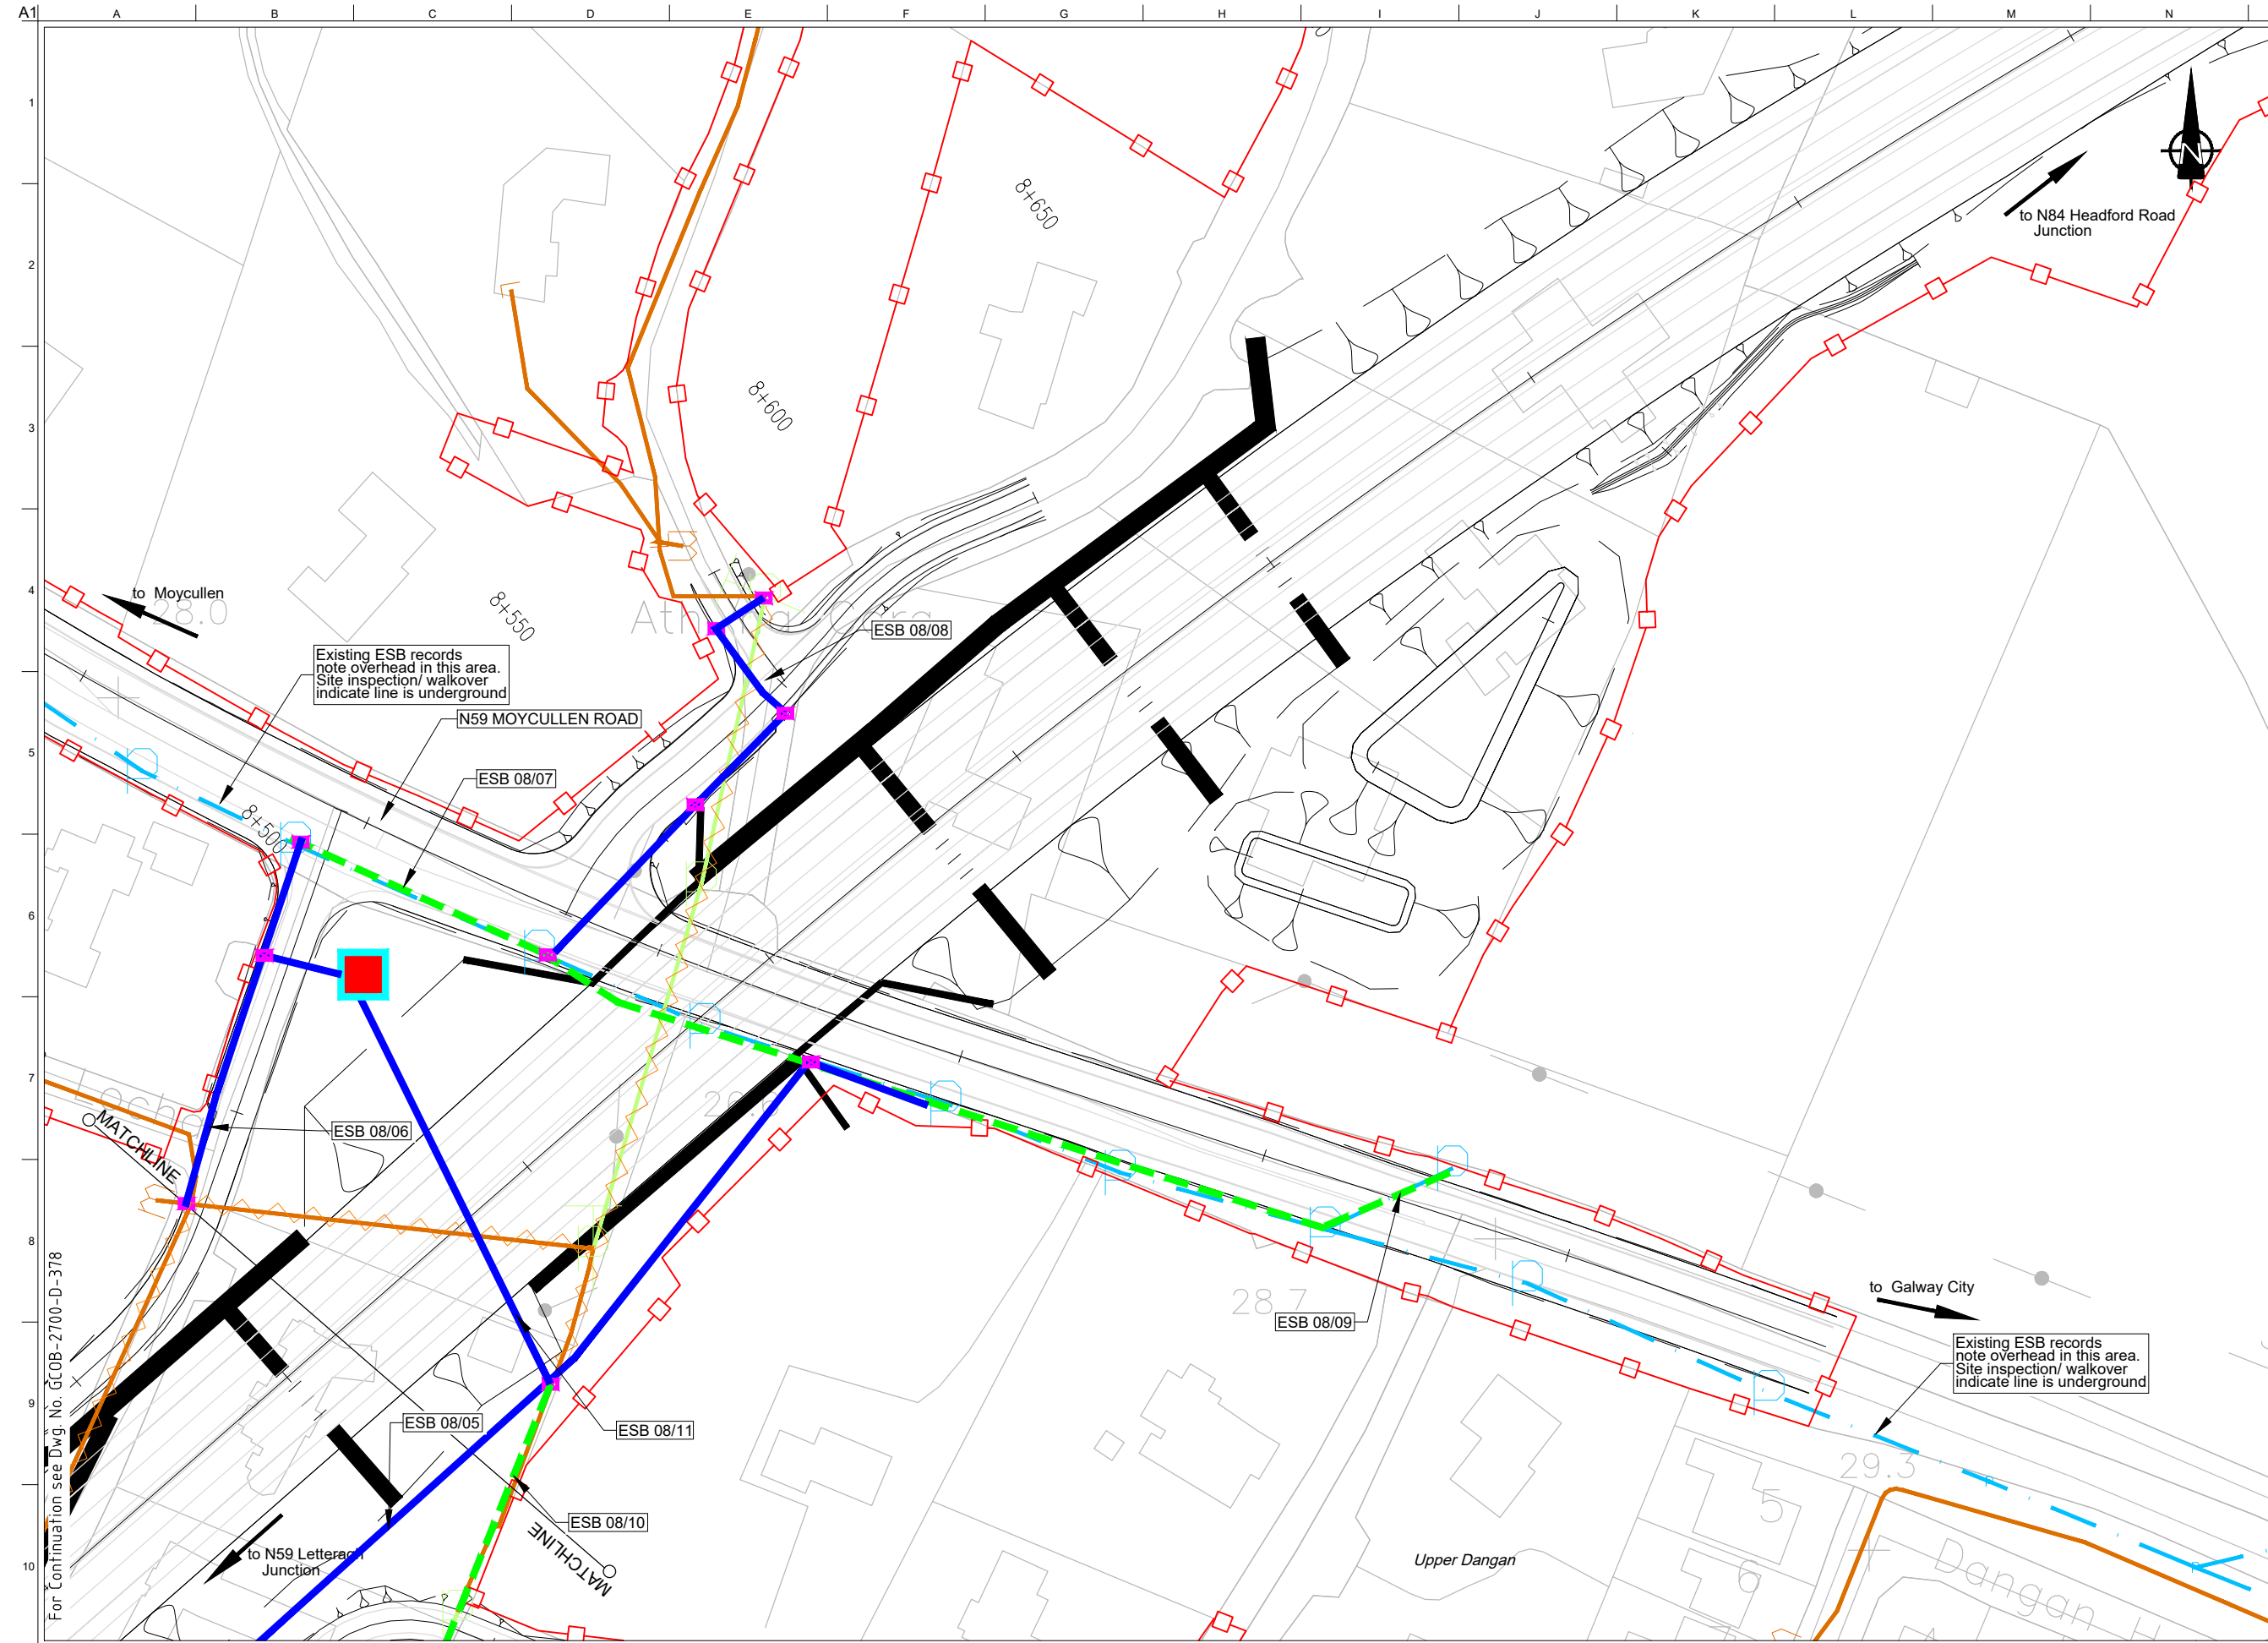 A1
A B C D E F G H I J K L M N
1
2
3
4
5
6
7
8
9
10
N
to N84 Headford Road
Junction
8+650
8+600
8+550
8+500
to Moycullen
28.0
Existing ESB records
note overhead in this area.
Site inspection/ walkover
indicate line is underground
N59 MOYCULLEN ROAD
ESB 08/07
ESB 08/08
ESB 08/06
MATCHLINE
28.7
ESB 08/09
to Galway City
Existing ESB records
note overhead in this area.
Site inspection/ walkover
indicate line is underground
ESB 08/05
ESB 08/11
ESB 08/10
MATCHLINE
29.3
5
6
to N59 Letteragh
Junction
Upper Dangan
Dangan
For Continuation see Dwg. No. GCOB-2700-D-378